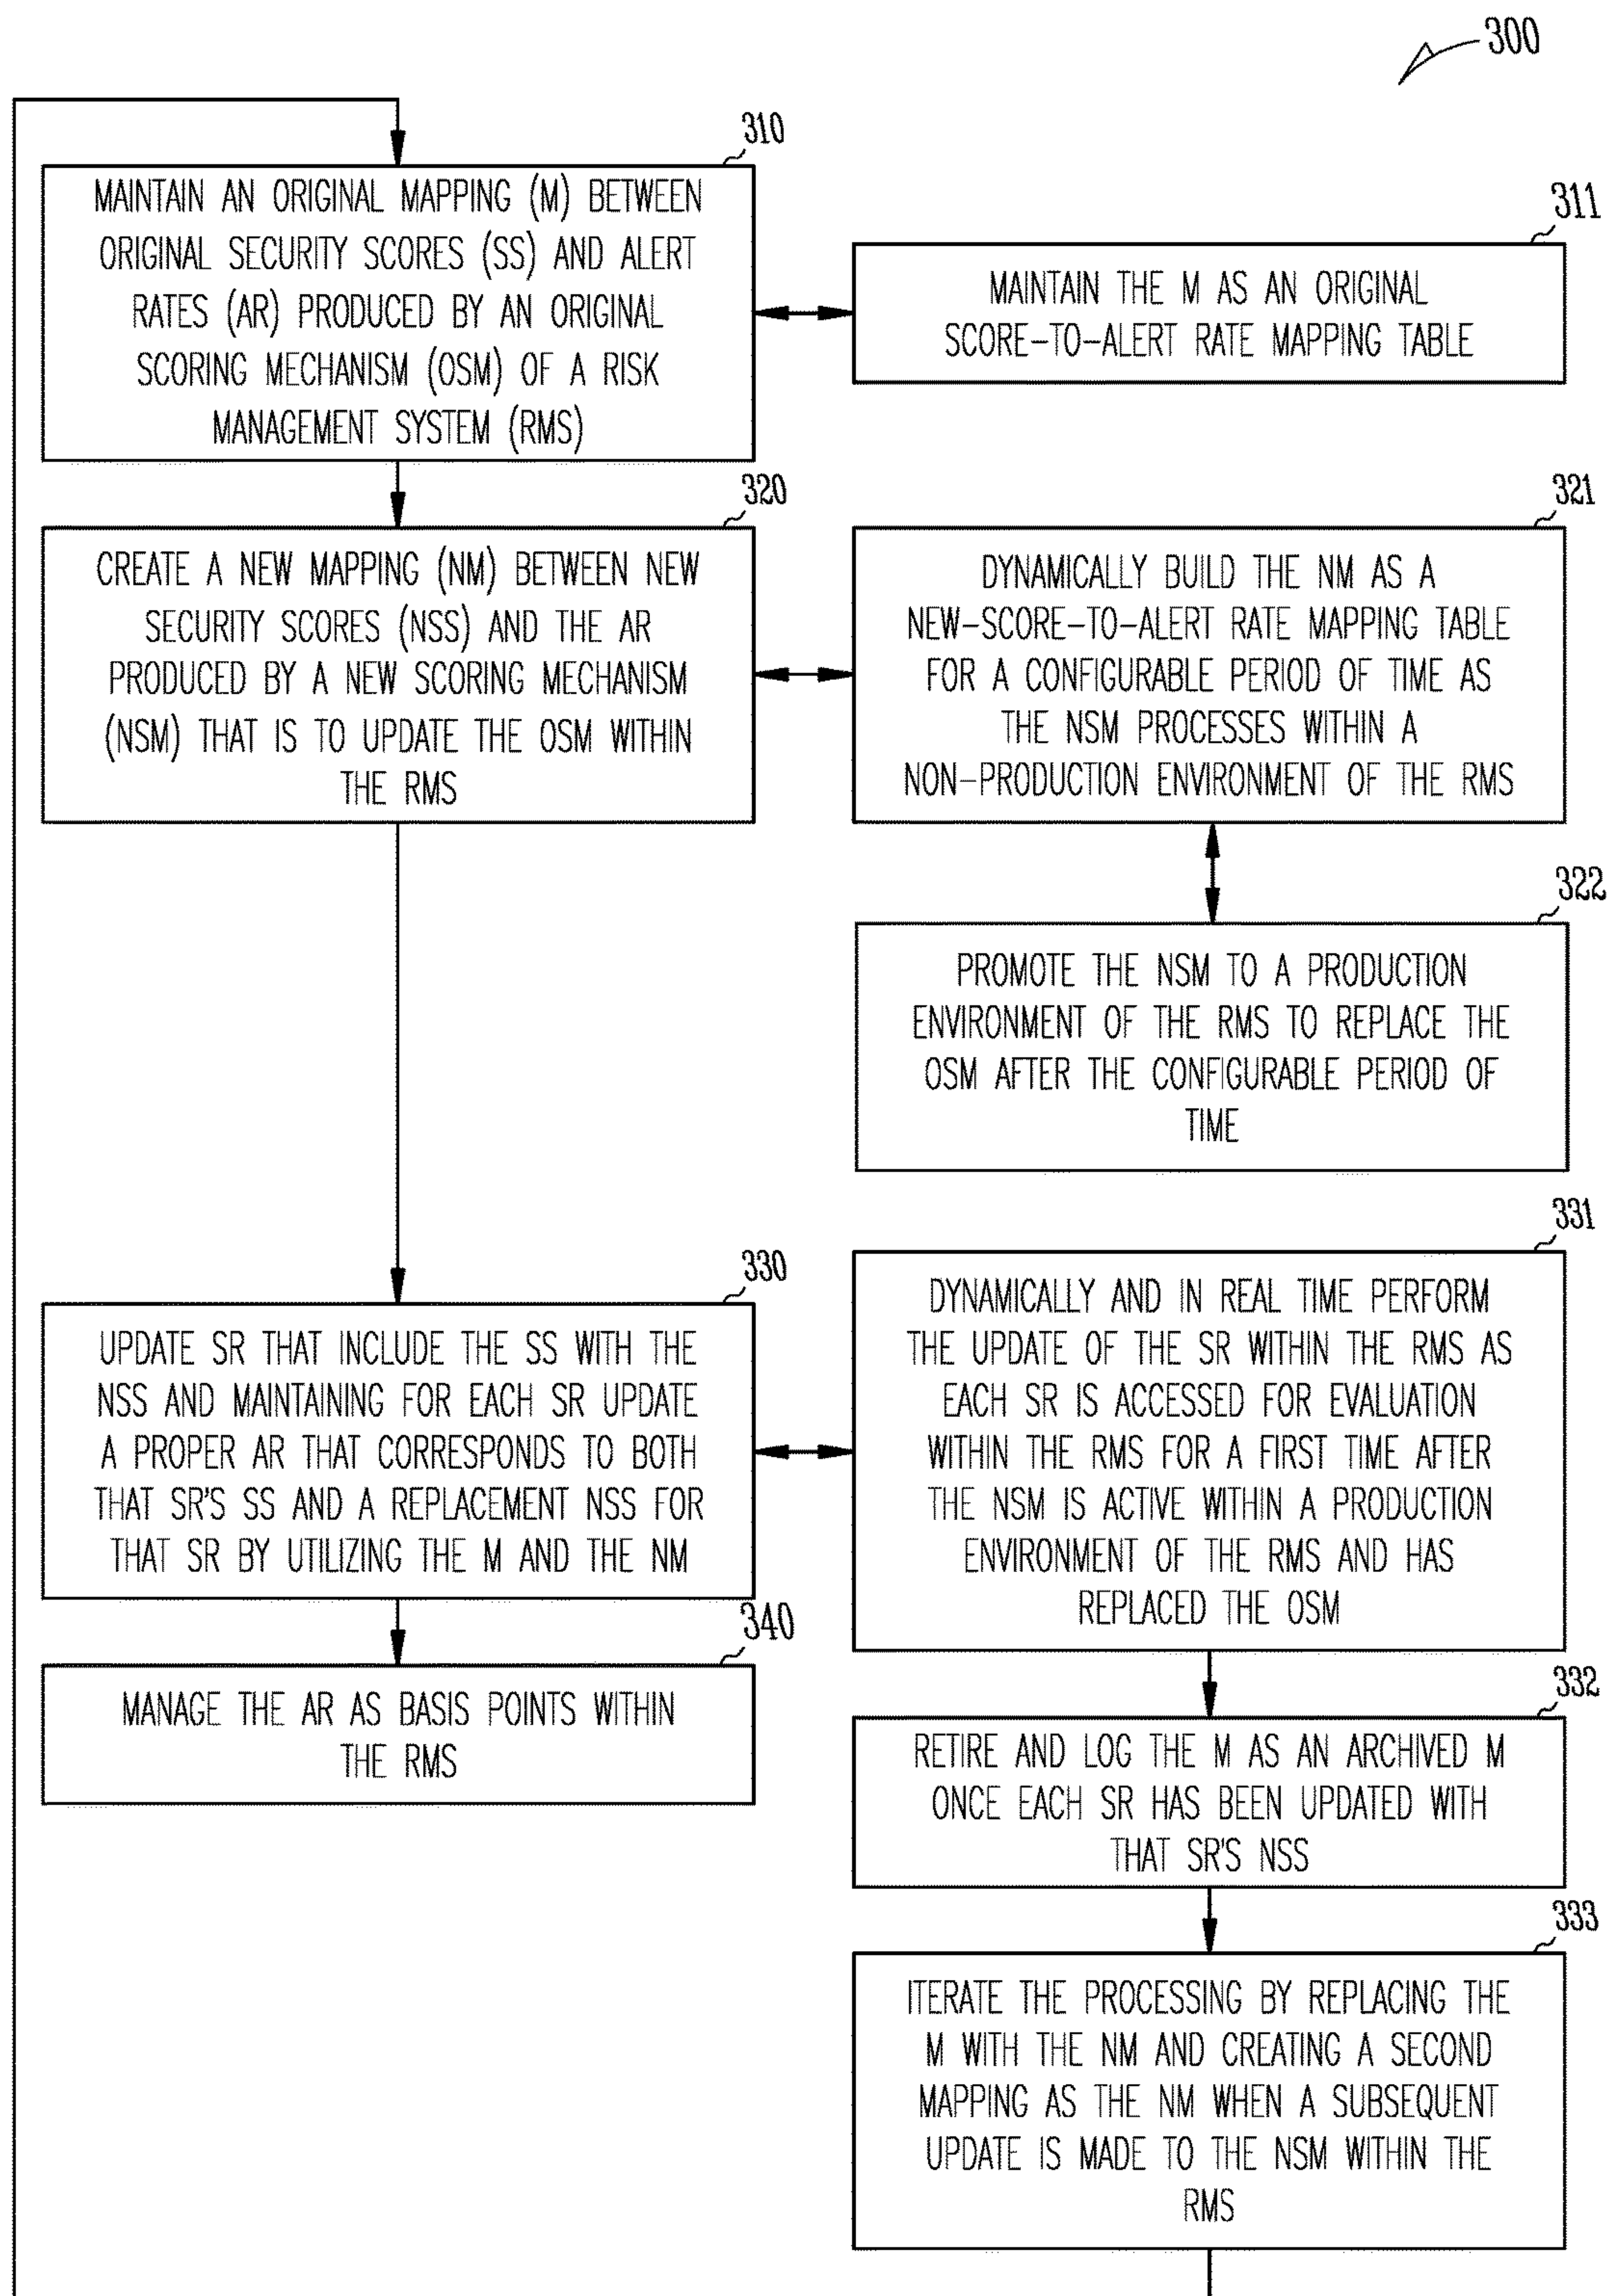 300
310
MAINTAIN AN ORIGINAL MAPPING (M) BETWEEN
ORIGINAL SECURITY SCORES (SS) AND ALERT
RATES (AR) PRODUCED BY AN ORIGINAL
SCORING MECHANISM (OSM) OF A RISK
MANAGEMENT SYSTEM (RMS)
311
MAINTAIN THE M AS AN ORIGINAL
SCORE-TO-ALERT RATE MAPPING TABLE
320
CREATE A NEW MAPPING (NM) BETWEEN NEW
SECURITY SCORES (NSS) AND THE AR
PRODUCED BY A NEW SCORING MECHANISM
(NSM) THAT IS TO UPDATE THE OSM WITHIN
THE RMS
321
DYNAMICALLY BUILD THE NM AS A
NEW-SCORE-TO-ALERT RATE MAPPING TABLE
FOR A CONFIGURABLE PERIOD OF TIME AS
THE NSM PROCESSES WITHIN A
NON-PRODUCTION ENVIRONMENT OF THE RMS
322
PROMOTE THE NSM TO A PRODUCTION
ENVIRONMENT OF THE RMS TO REPLACE THE
OSM AFTER THE CONFIGURABLE PERIOD OF
TIME
330
UPDATE SR THAT INCLUDE THE SS WITH THE
NSS AND MAINTAINING FOR EACH SR UPDATE
A PROPER AR THAT CORRESPONDS TO BOTH
THAT SR'S SS AND A REPLACEMENT NSS FOR
THAT SR BY UTILIZING THE M AND THE NM
331
DYNAMICALLY AND IN REAL TIME PERFORM
THE UPDATE OF THE SR WITHIN THE RMS AS
EACH SR IS ACCESSED FOR EVALUATION
WITHIN THE RMS FOR A FIRST TIME AFTER
THE NSM IS ACTIVE WITHIN A PRODUCTION
ENVIRONMENT OF THE RMS AND HAS
REPLACED THE OSM
340
MANAGE THE AR AS BASIS POINTS WITHIN
THE RMS
332
RETIRE AND LOG THE M AS AN ARCHIVED M
ONCE EACH SR HAS BEEN UPDATED WITH
THAT SR'S NSS
333
ITERATE THE PROCESSING BY REPLACING THE
M WITH THE NM AND CREATING A SECOND
MAPPING AS THE NM WHEN A SUBSEQUENT
UPDATE IS MADE TO THE NSM WITHIN THE
RMS